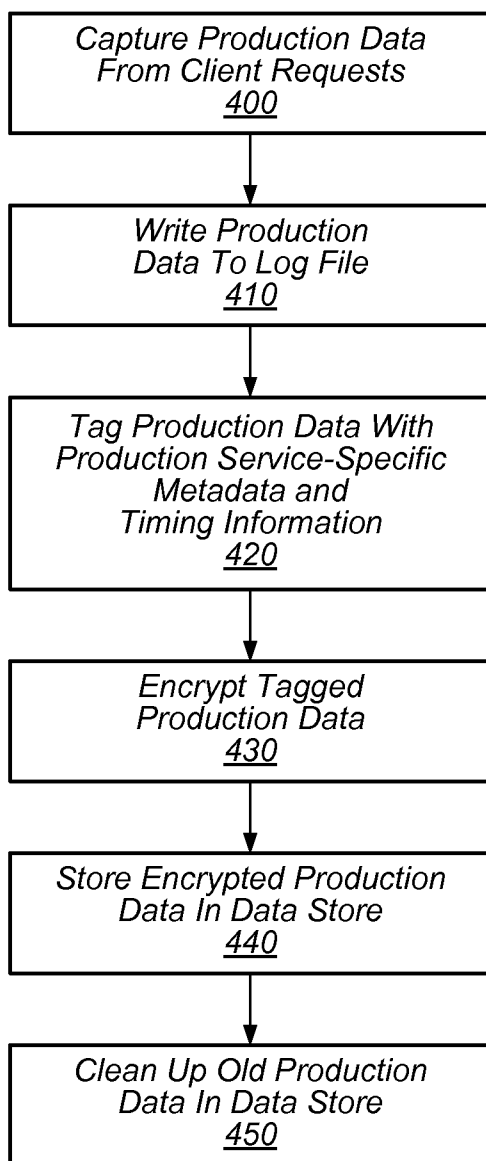 Capture Production Data
From Client Requests
400
Write Production
Data To Log File
410
Tag Production Data With
Production Service-Specific
Metadata and
Timing Information
420
Encrypt Tagged
Production Data
430
Store Encrypted Production
Data In Data Store
440
Clean Up Old Production
Data In Data Store
450